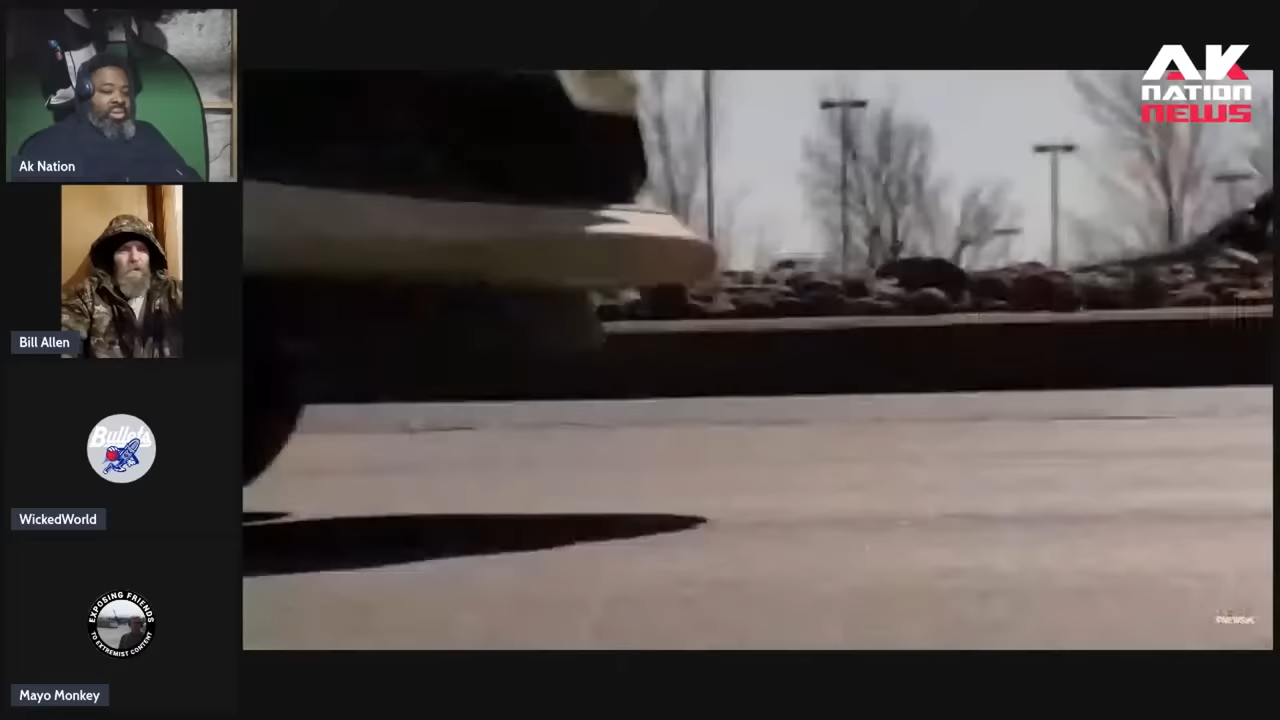 Ak Nation
Bill Allen
Bullets
WickedWorld
EXPOSING FRIENDS
TO EXTREMIST CONTENT
Mayo Monkey
AK
NATION
NEWS